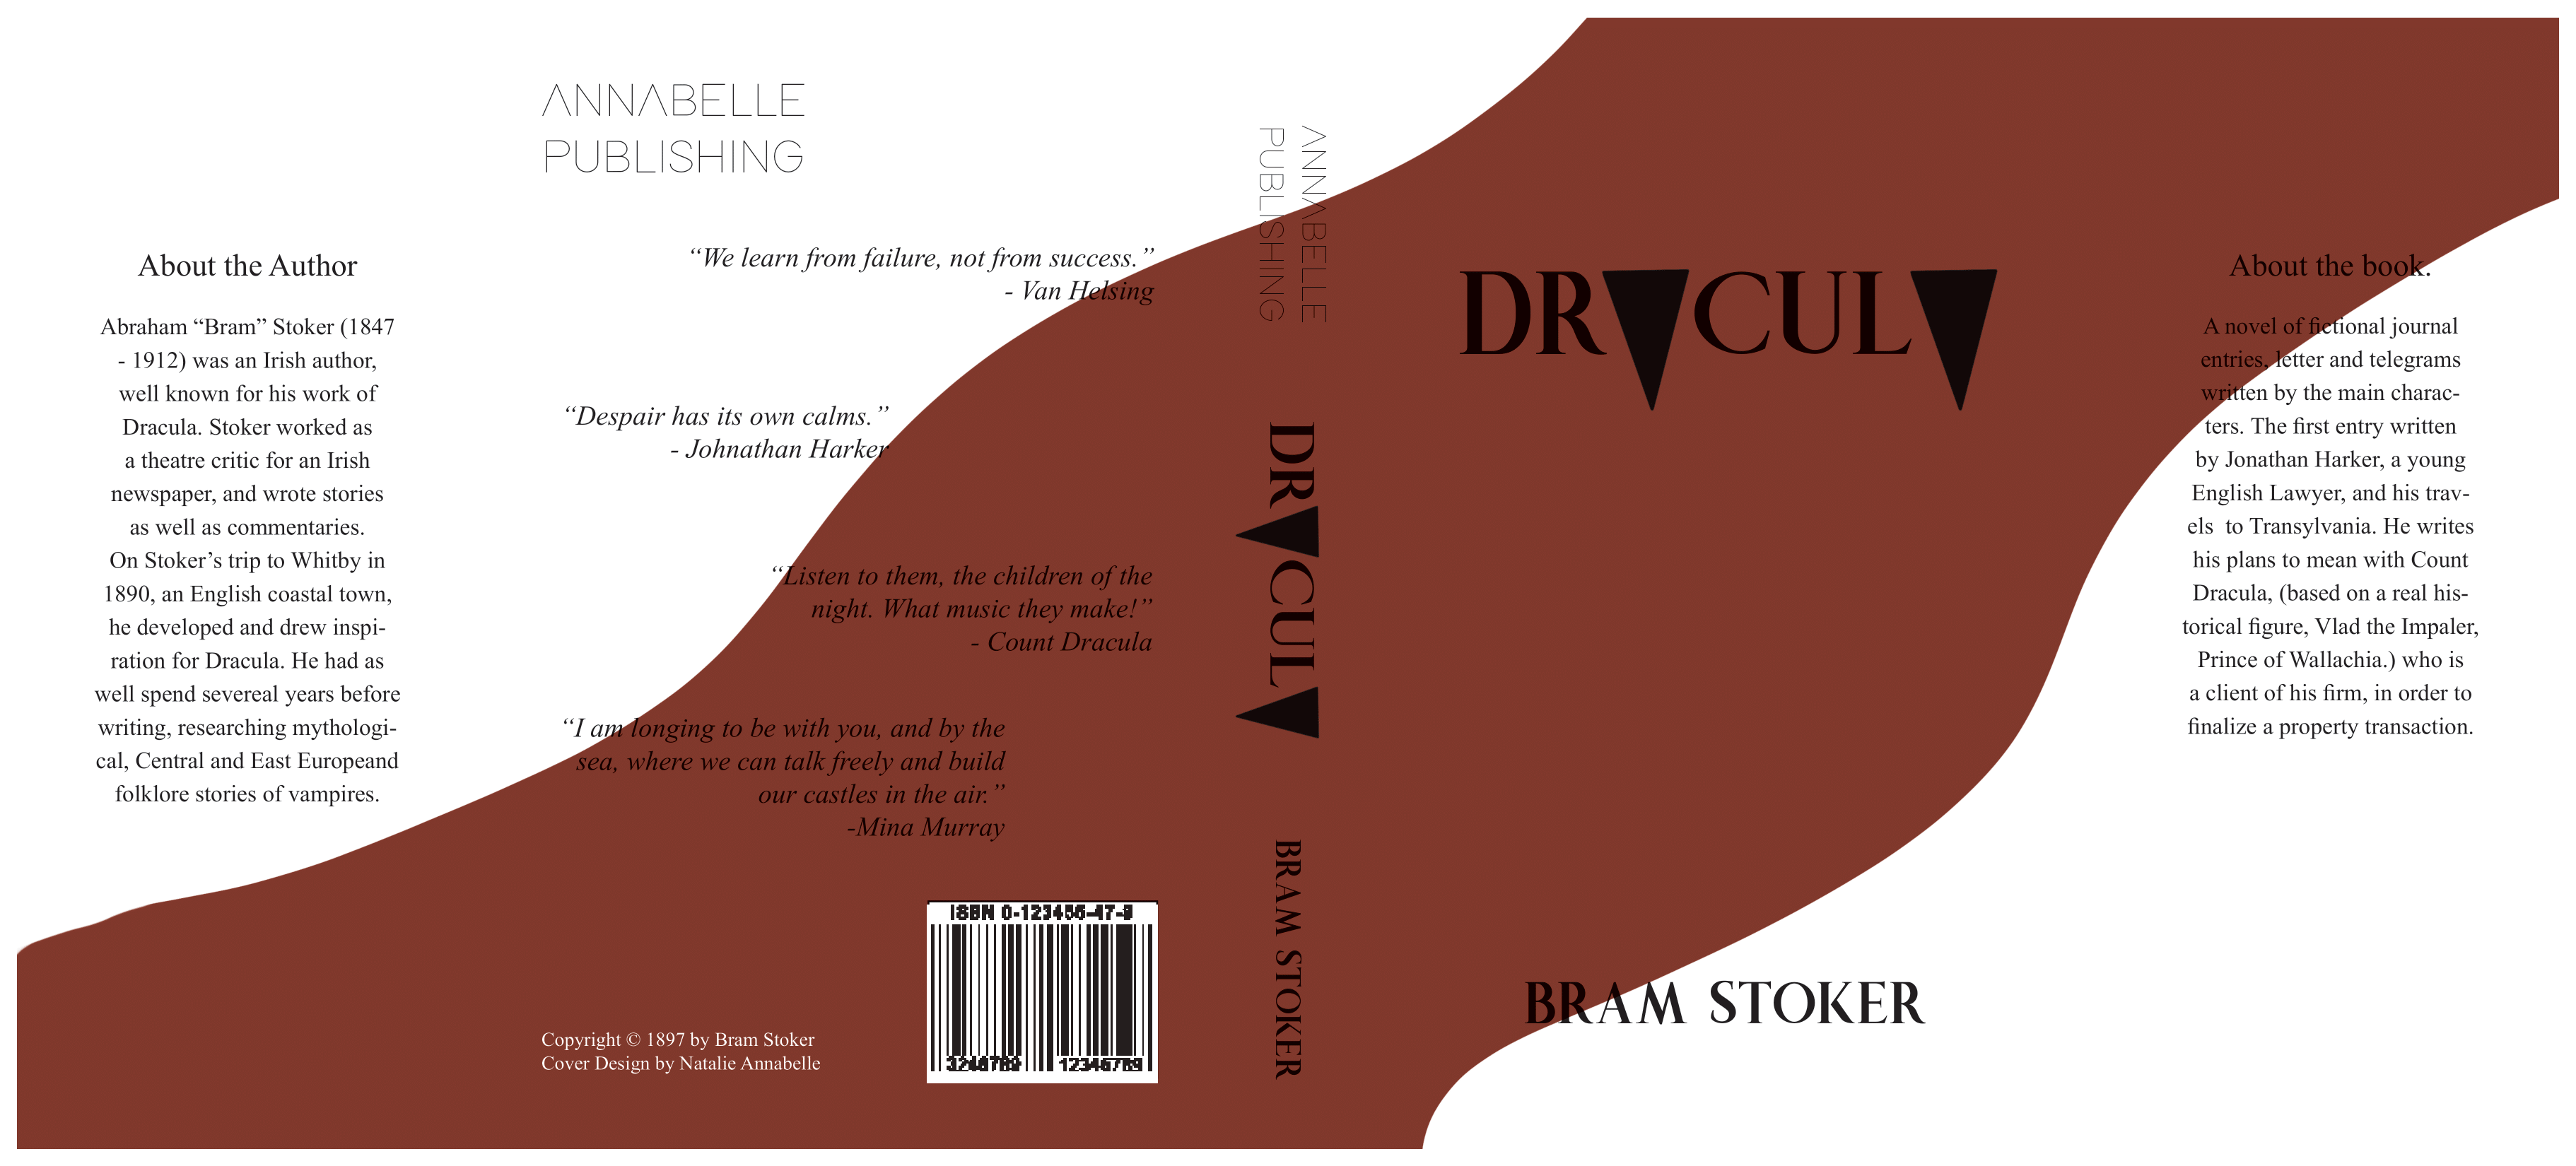 About the Author
Abraham “Bram” Stoker (1847
- 1912) was an Irish author,
well known for his work of
Dracula. Stoker worked as
a theatre critic for an Irish
newspaper, and wrote stories
as well as commentaries.
On Stoker’s trip to Whitby in
1890, an English coastal town,
he developed and drew inspi-
ration for Dracula. He had as
well spend severeal years before
writing, researching mythologi-
cal, Central and East Europeand
folklore stories of vampires.
ANNABELLE
PUBLISHING
“We learn from failure, not from success.”
- Van Helsing
“Despair has its own calms.”
- Johnathan Harker
“Listen to them, the children of the
night. What music they make!”
- Count Dracula
“I am longing to be with you, and by the
sea, where we can talk freely and build
our castles in the air.”
-Mina Murray
Copyright © 1897 by Bram Stoker
Cover Design by Natalie Annabelle
ISBN 0-123456-47-9
12346789
ANNABELLE
PUBLISHING
DRACULA
BRAM STOKER
DRACULA
BRAM STOKER
About the book.
A novel of fictional journal
entries, letter and telegrams
written by the main charac-
ters. The first entry written
by Jonathan Harker, a young
English Lawyer, and his trav-
els  to Transylvania. He writes
his plans to mean with Count
Dracula, (based on a real his-
torical figure, Vlad the Impaler,
Prince of Wallachia.) who is
a client of his firm, in order to
finalize a property transaction.